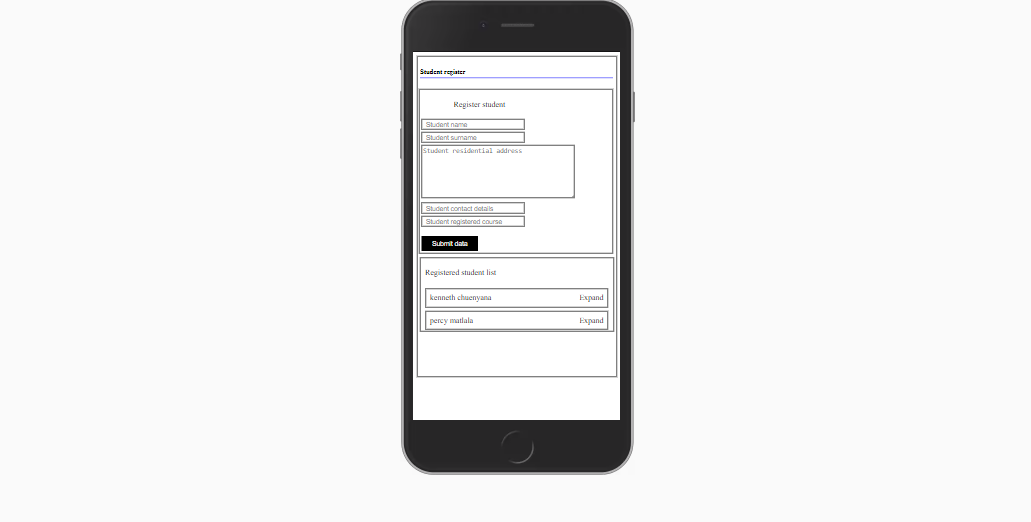 Student register
Register student
Student name
Student surname
Student residential address
Student contact details
Student registered course
Submit data
Registered student list
kenneth chuenyana Expand
percy matlala Expand